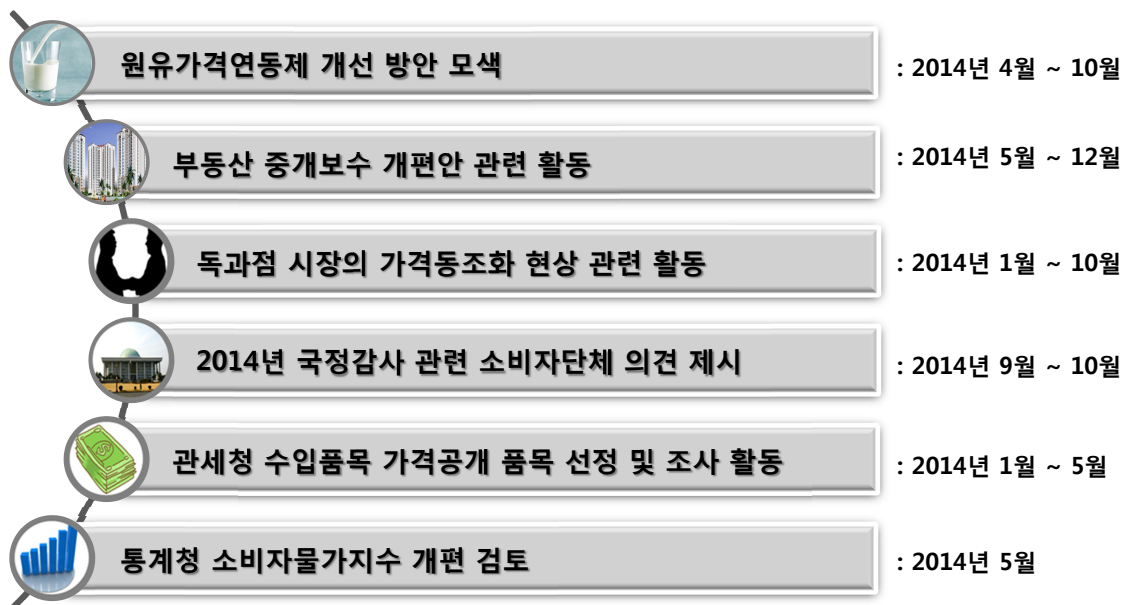 원유가격연동제 개선 방안 모색 : 2014년 4월 ~ 10월
부동산 중개보수 개편안 관련 활동 : 2014년 5월 ~ 12월
독과점 시장의 가격동조화 현상 관련 활동 : 2014년 1월 ~ 10월
2014년 국정감사 관련 소비자단체 의견 제시 : 2014년 9월 ~ 10월
관세청 수입품목 가격공개 품목 선정 및 조사 활동 : 2014년 1월 ~ 5월
통계청 소비자물가지수 개편 검토 : 2014년 5월